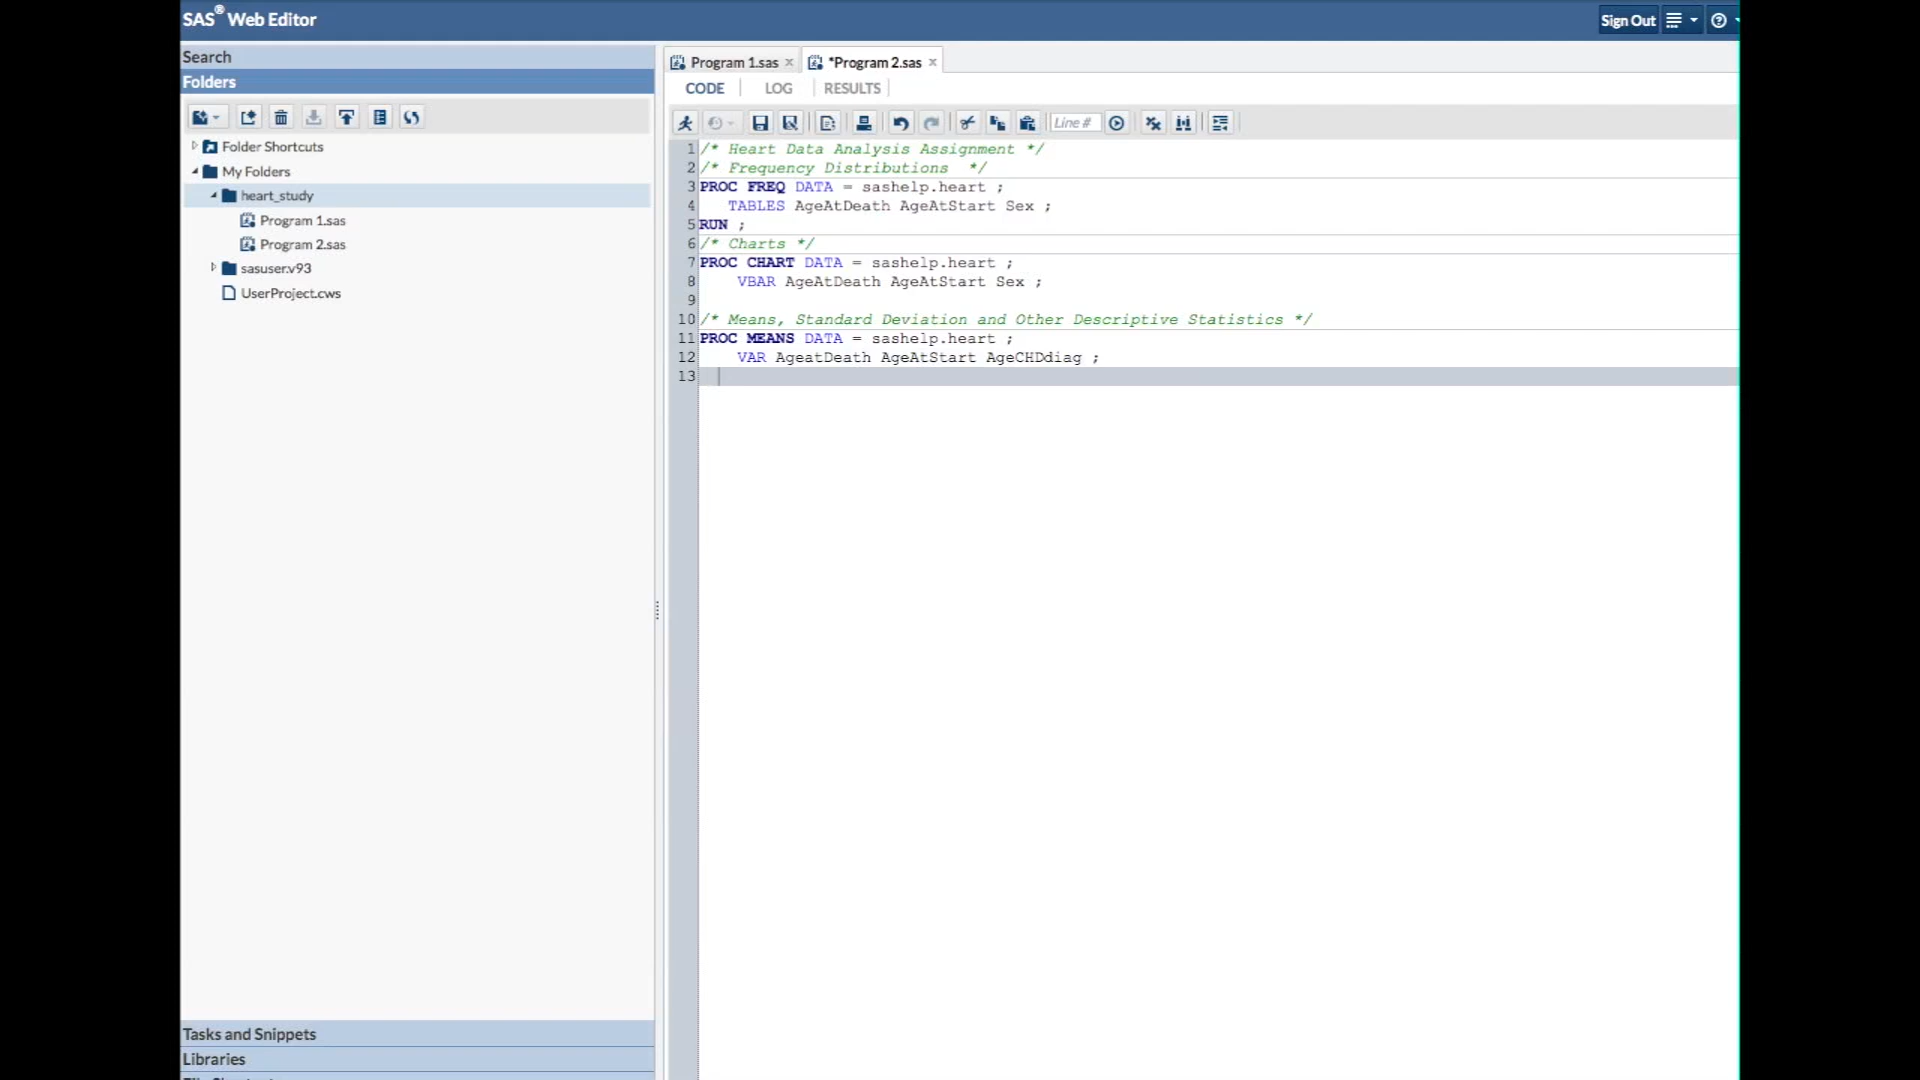 SAS® Web Editor
Sign Out
Search
Folders
Folder Shortcuts
My Folders
heart_study
Program 1.sas
Program 2.sas
sasuser.v93
UserProject.cws
Tasks and Snippets
Libraries
Program 1.sas
*Program 2.sas
CODE
LOG
RESULTS
Line #
1 /* Heart Data Analysis Assignment */
2 /* Frequency Distributions  */
3 PROC FREQ DATA = sashelp.heart ;
4    TABLES AgeAtDeath AgeAtStart Sex ;
5 RUN ;
6 /* Charts */
7 PROC CHART DATA = sashelp.heart ;
8     VBAR AgeAtDeath AgeAtStart Sex ;
9
10 /* Means, Standard Deviation and Other Descriptive Statistics */
11 PROC MEANS DATA = sashelp.heart ;
12     VAR AgeatDeath AgeAtStart AgeCHDdiag ;
13